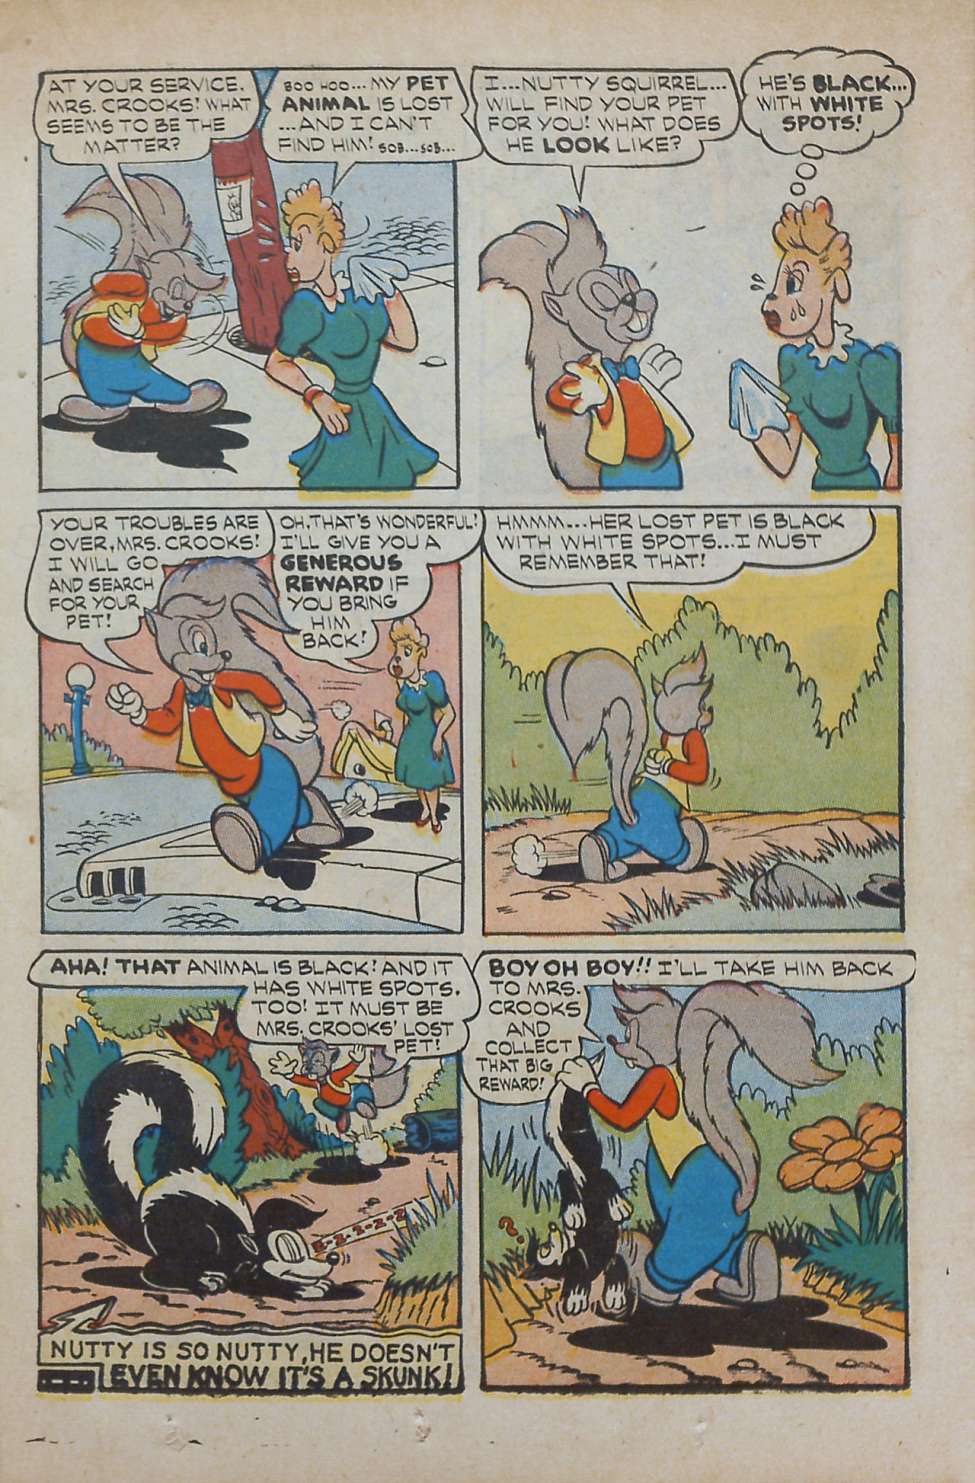 AT YOUR SERVICE,
MRS. CROOKS! WHAT
SEEMS TO BE THE
MATTER?
BOO HOO... MY PET
ANIMAL IS LOST
...AND I CAN'T
FIND HIM! SOB...SOB...
I...NUTTY SQUIRREL...
WILL FIND YOUR PET
FOR YOU! WHAT DOES
HE LOOK LIKE?
HE'S BLACK...
WITH WHITE
SPOTS!
YOUR TROUBLES ARE
OVER, MRS. CROOKS!
I WILL GO
AND SEARCH
FOR YOUR
PET!
OH, THAT'S WONDERFUL!
I'LL GIVE YOU A
GENEROUS
REWARD IF
YOU BRING
HIM
BACK!
HMMM...HER LOST PET IS BLACK
WITH WHITE SPOTS...I MUST
REMEMBER THAT!
AHA! THAT ANIMAL IS BLACK! AND IT
HAS WHITE SPOTS,
TOO! IT MUST BE
MRS. CROOKS' LOST
PET!
Z-Z-Z-Z-Z
NUTTY IS SO NUTTY, HE DOESN'T
EVEN KNOW IT'S A SKUNK!
BOY OH BOY!! I'LL TAKE HIM BACK
TO MRS.
CROOKS
AND
COLLECT
THAT BIG
REWARD!
?